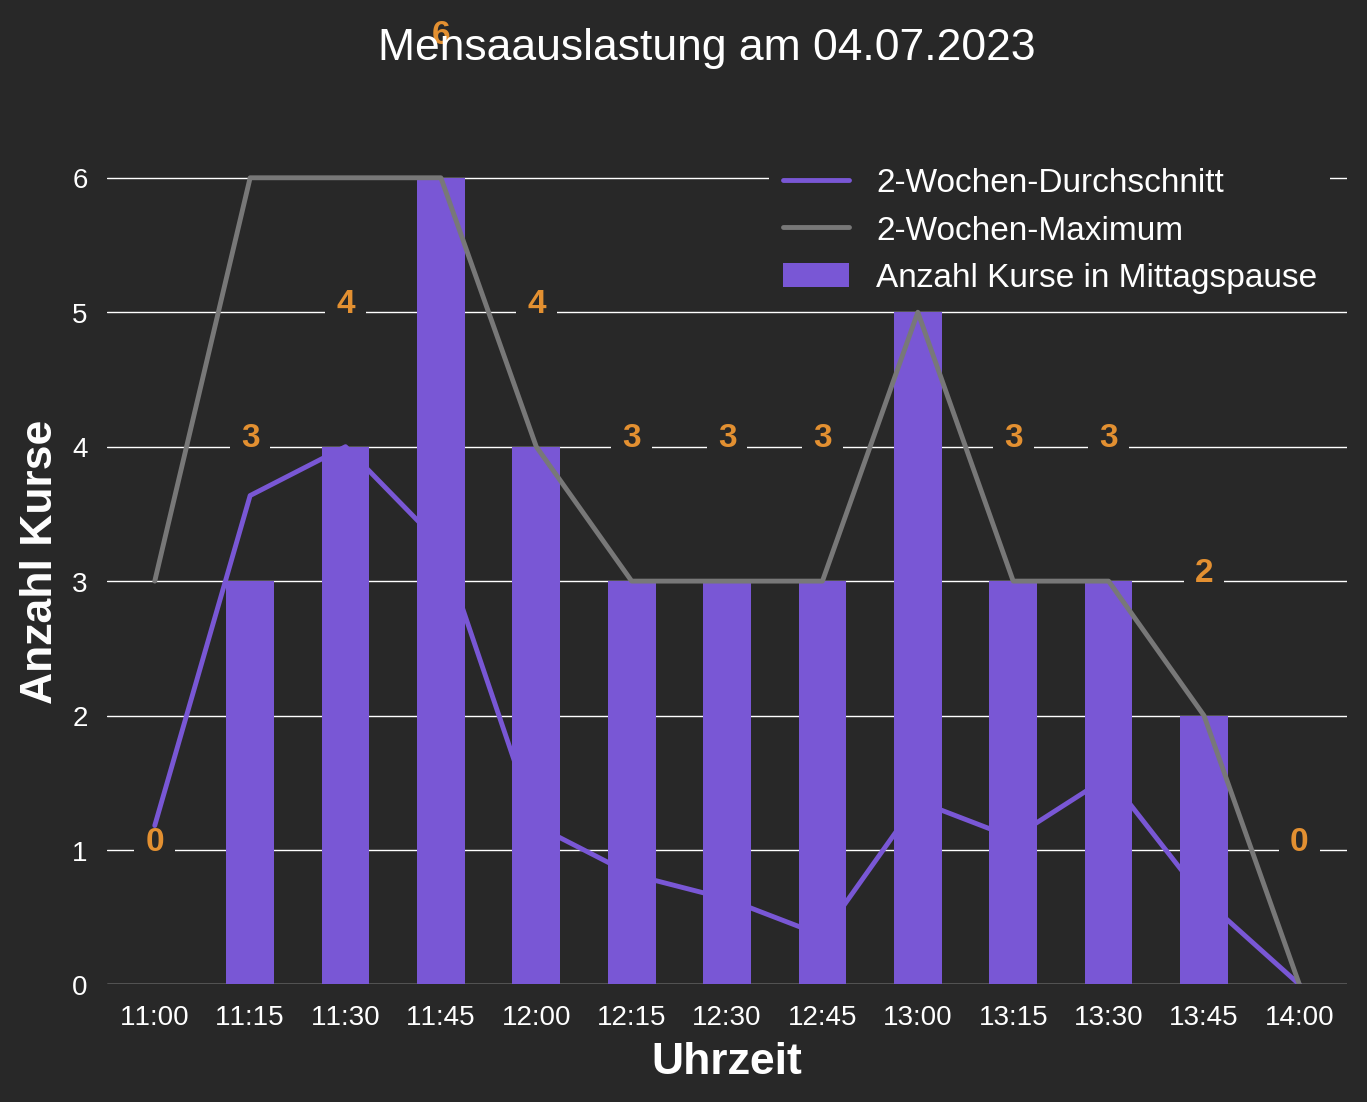 6
Mensaauslastung am 04.07.2023
2-Wochen-Durchschnitt
2-Wochen-Maximum
Anzahl Kurse in Mittagspause
6
5
4
3
2
1
0
Anzahl Kurse
0
3
4
4
3
3
3
3
3
2
0
11:00 11:15 11:30 11:45 12:00 12:15 12:30 12:45 13:00 13:15 13:30 13:45 14:00
Uhrzeit